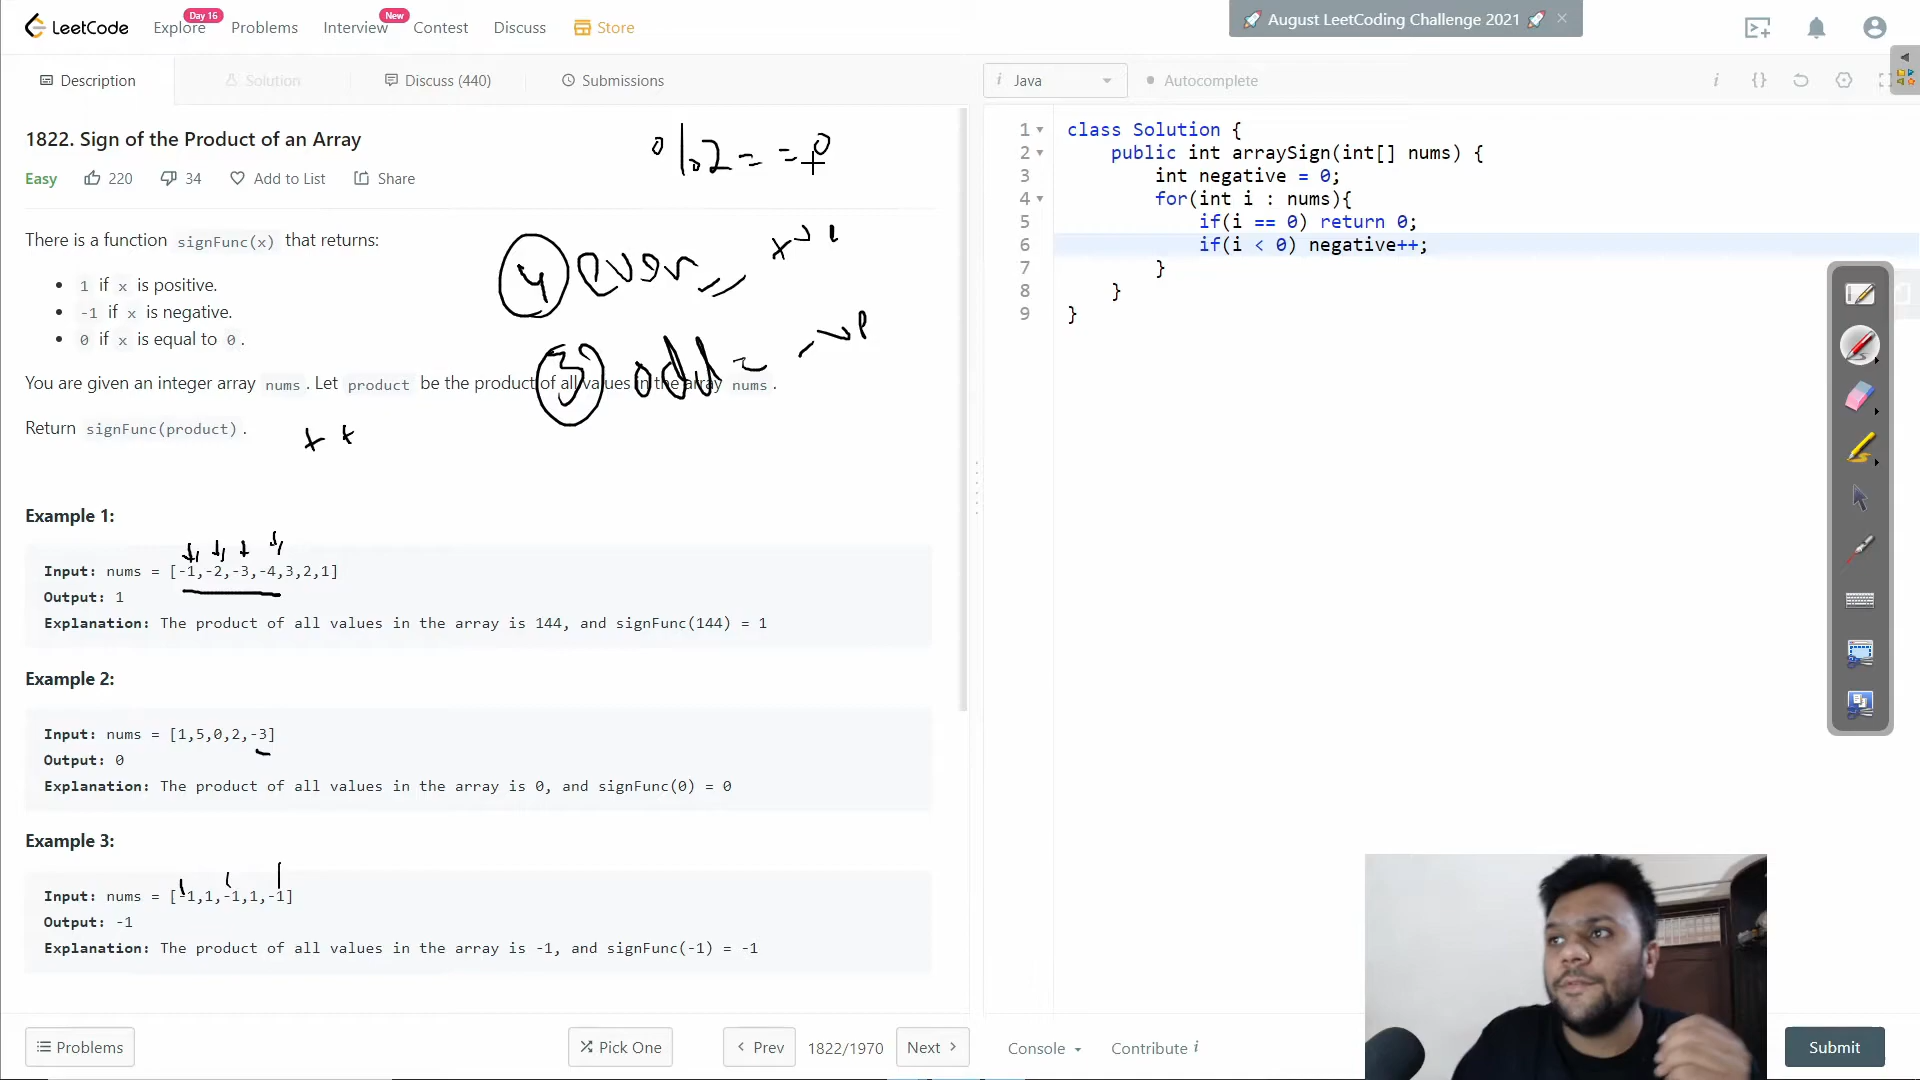 LeetCode Explore Day 16 Problems Interview New Contest Discuss Store
August LeetCoding Challenge 2021
Description Solution Discuss (440) Submissions
1822. Sign of the Product of an Array
% 2 = = 0
Easy 220 34 Add to List Share
There is a function signFunc(x) that returns:
4 even
1 if x is positive.
-1 if x is negative.
0 if x is equal to 0.
3 odd
You are given an integer array nums. Let product be the product of all values in the array nums.
Return signFunc(product).
Example 1:
Input: nums = [-1,-2,-3,-4,3,2,1]
Output: 1
Explanation: The product of all values in the array is 144, and signFunc(144) = 1
Example 2:
Input: nums = [1,5,0,2,-3]
Output: 0
Explanation: The product of all values in the array is 0, and signFunc(0) = 0
Example 3:
Input: nums = [-1,1,-1,1,-1]
Output: -1
Explanation: The product of all values in the array is -1, and signFunc(-1) = -1
Problems Pick One Prev 1822/1970 Next
i Java Autocomplete i {}
1 class Solution {
2 public int arraySign(int[] nums) {
3 int negative = 0;
4 for(int i : nums){
5 if(i == 0) return 0;
6 if(i < 0) negative++;
7 }
8 }
9 }
Console Contribute i Submit